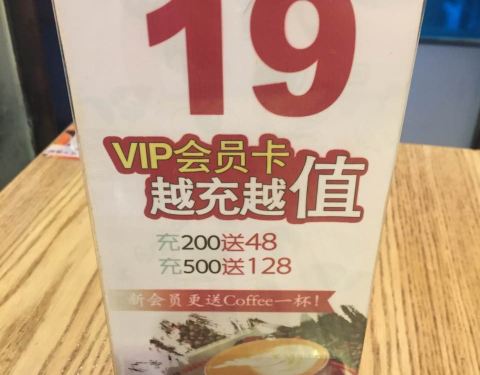 19
VIP会员卡
越充越值
充200送48
充500送128
新会员更送Coffee一杯!